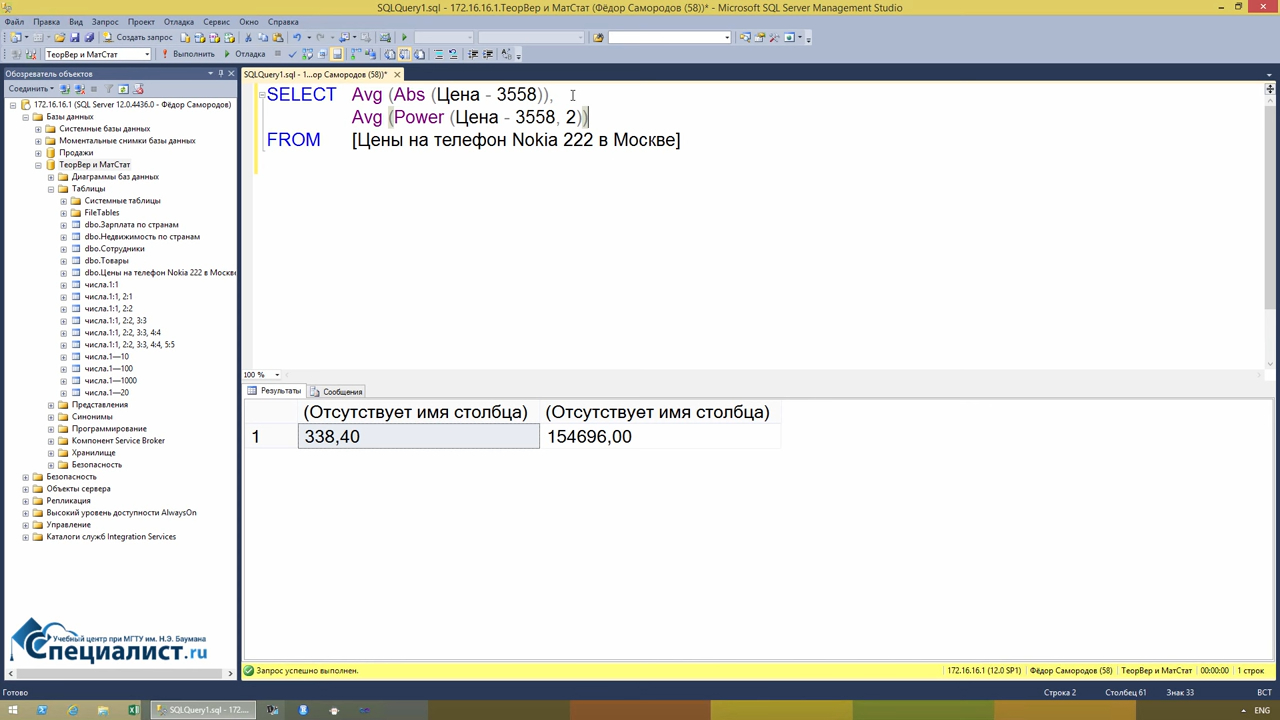 SQLQuery1.sql - 172.16.16.1.ТеорВер и МатСтат (Фёдор Самородов (58))* - Microsoft SQL Server Management Studio
Файл Правка Вид Запрос Проект Отладка Сервис Окно Справка
Создать запрос
ТеорВер и МатСтат Выполнить Отладка
Обозреватель объектов
SQLQuery1.sql - 1...ор Самородов (58))*
Соединить
172.16.16.1 (SQL Server 12.0.4436.0 - Фёдор Самородов)
Базы данных
Системные базы данных
Моментальные снимки базы данных
Продажи
ТеорВер и МатСтат
Диаграммы баз данных
Таблицы
Системные таблицы
FileTables
dbo.Зарплата по странам
dbo.Недвижимость по странам
dbo.Сотрудники
dbo.Товары
dbo.Цены на телефон Nokia 222 в Москве
числа.1:1
числа.1:1, 2:1
числа.1:1, 2:2
числа.1:1, 2:2, 3:3
числа.1:1, 2:2, 3:3, 4:4
числа.1:1, 2:2, 3:3, 4:4, 5:5
числа.1—10
числа.1—100
числа.1—1000
числа.1—20
Представления
Синонимы
Программирование
Компонент Service Broker
Хранилище
Безопасность
Безопасность
Объекты сервера
Репликация
Высокий уровень доступности AlwaysOn
Управление
Каталоги служб Integration Services
SELECT Avg (Abs (Цена - 3558)),
Avg (Power (Цена - 3558, 2))
FROM [Цены на телефон Nokia 222 в Москве]
100 %
Результаты Сообщения
(Отсутствует имя столбца) (Отсутствует имя столбца)
1 338,40 154696,00
Учебный центр при МГТУ им. Н.Э. Баумана
Специалист.ru
Запрос успешно выполнен.
172.16.16.1 (12.0 SP1) Фёдор Самородов (58) ТеорВер и МатСтат 00:00:00 1 строк
Готово
Строка 2 Столбец 61 Знак 33 ВСТ
SQLQuery1.sql - 172....
ENG